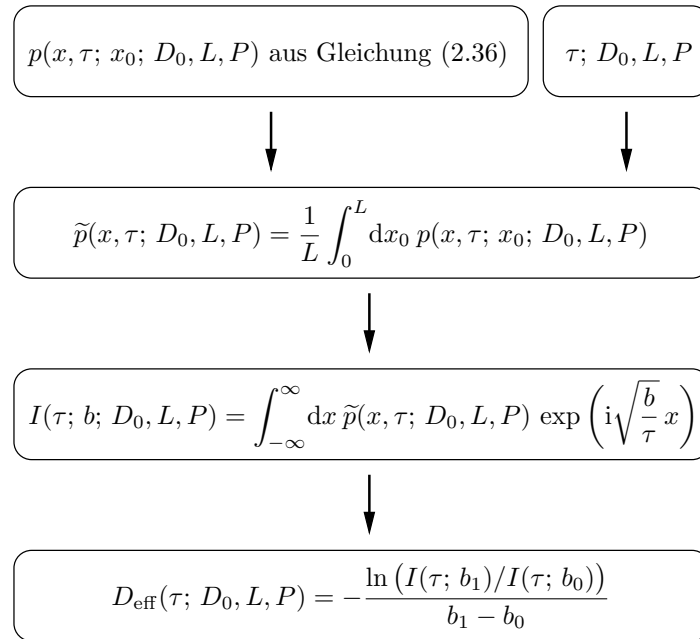 p(x, τ; x₀; D₀, L, P) aus Gleichung (2.36)
τ; D₀, L, P
p̃(x, τ; D₀, L, P) = 1/L ∫₀ᴸ dx₀ p(x, τ; x₀; D₀, L, P)
I(τ; b; D₀, L, P) = ∫₋∞^∞ dx p̃(x, τ; D₀, L, P) exp(i√(b/τ) x)
D_eff(τ; D₀, L, P) = −ln(I(τ; b₁)/I(τ; b₀))/(b₁ − b₀)